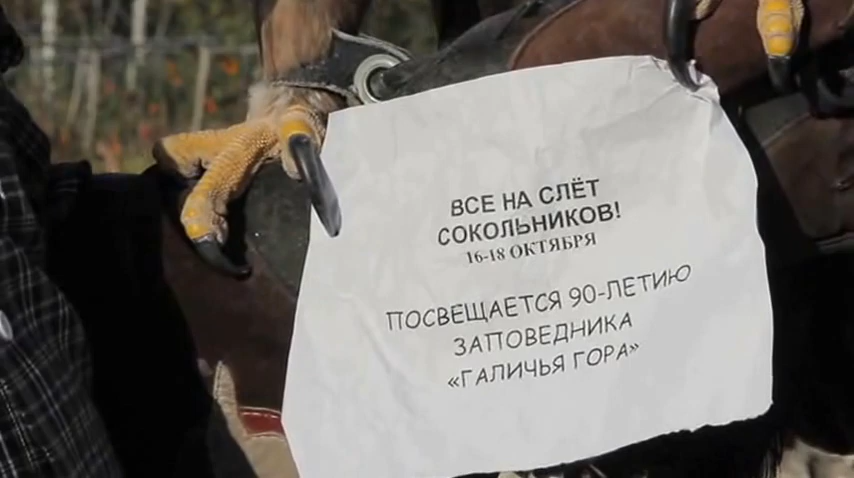 ВСЕ НА СЛЁТ
СОКОЛЬНИКОВ!
16-18 ОКТЯБРЯ
ПОСВЕЩАЕТСЯ 90-ЛЕТИЮ
ЗАПОВЕДНИКА
«ГАЛИЧЬЯ ГОРА»